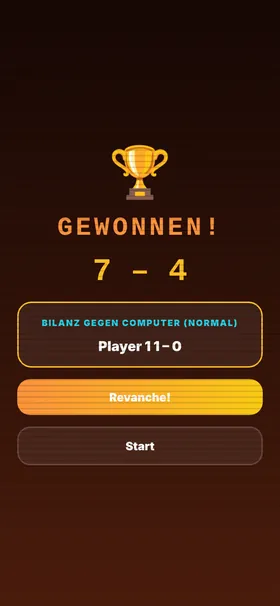 GEWONNEN!
7 – 4
BILANZ GEGEN COMPUTER (NORMAL)
Player 1 1–0
Revanche!
Start